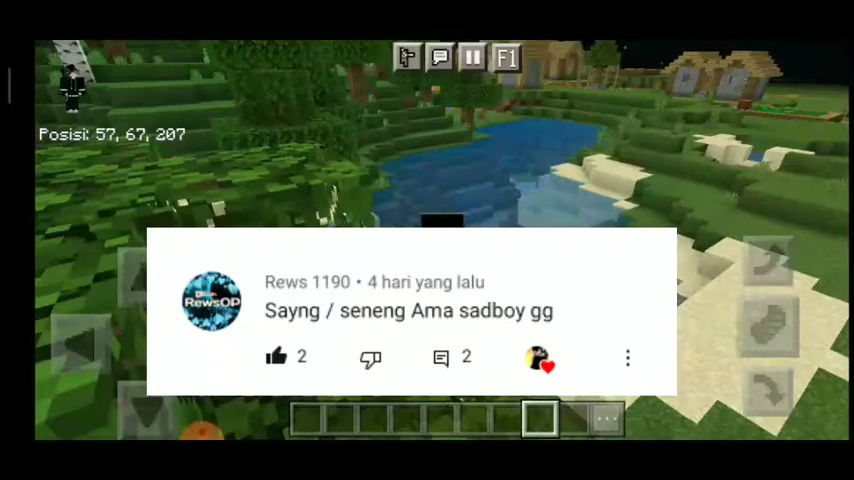 F1
Posisi: 57, 67, 207
RewsOP
Rews 1190 • 4 hari yang lalu
Sayng / seneng Ama sadboy gg
2
2